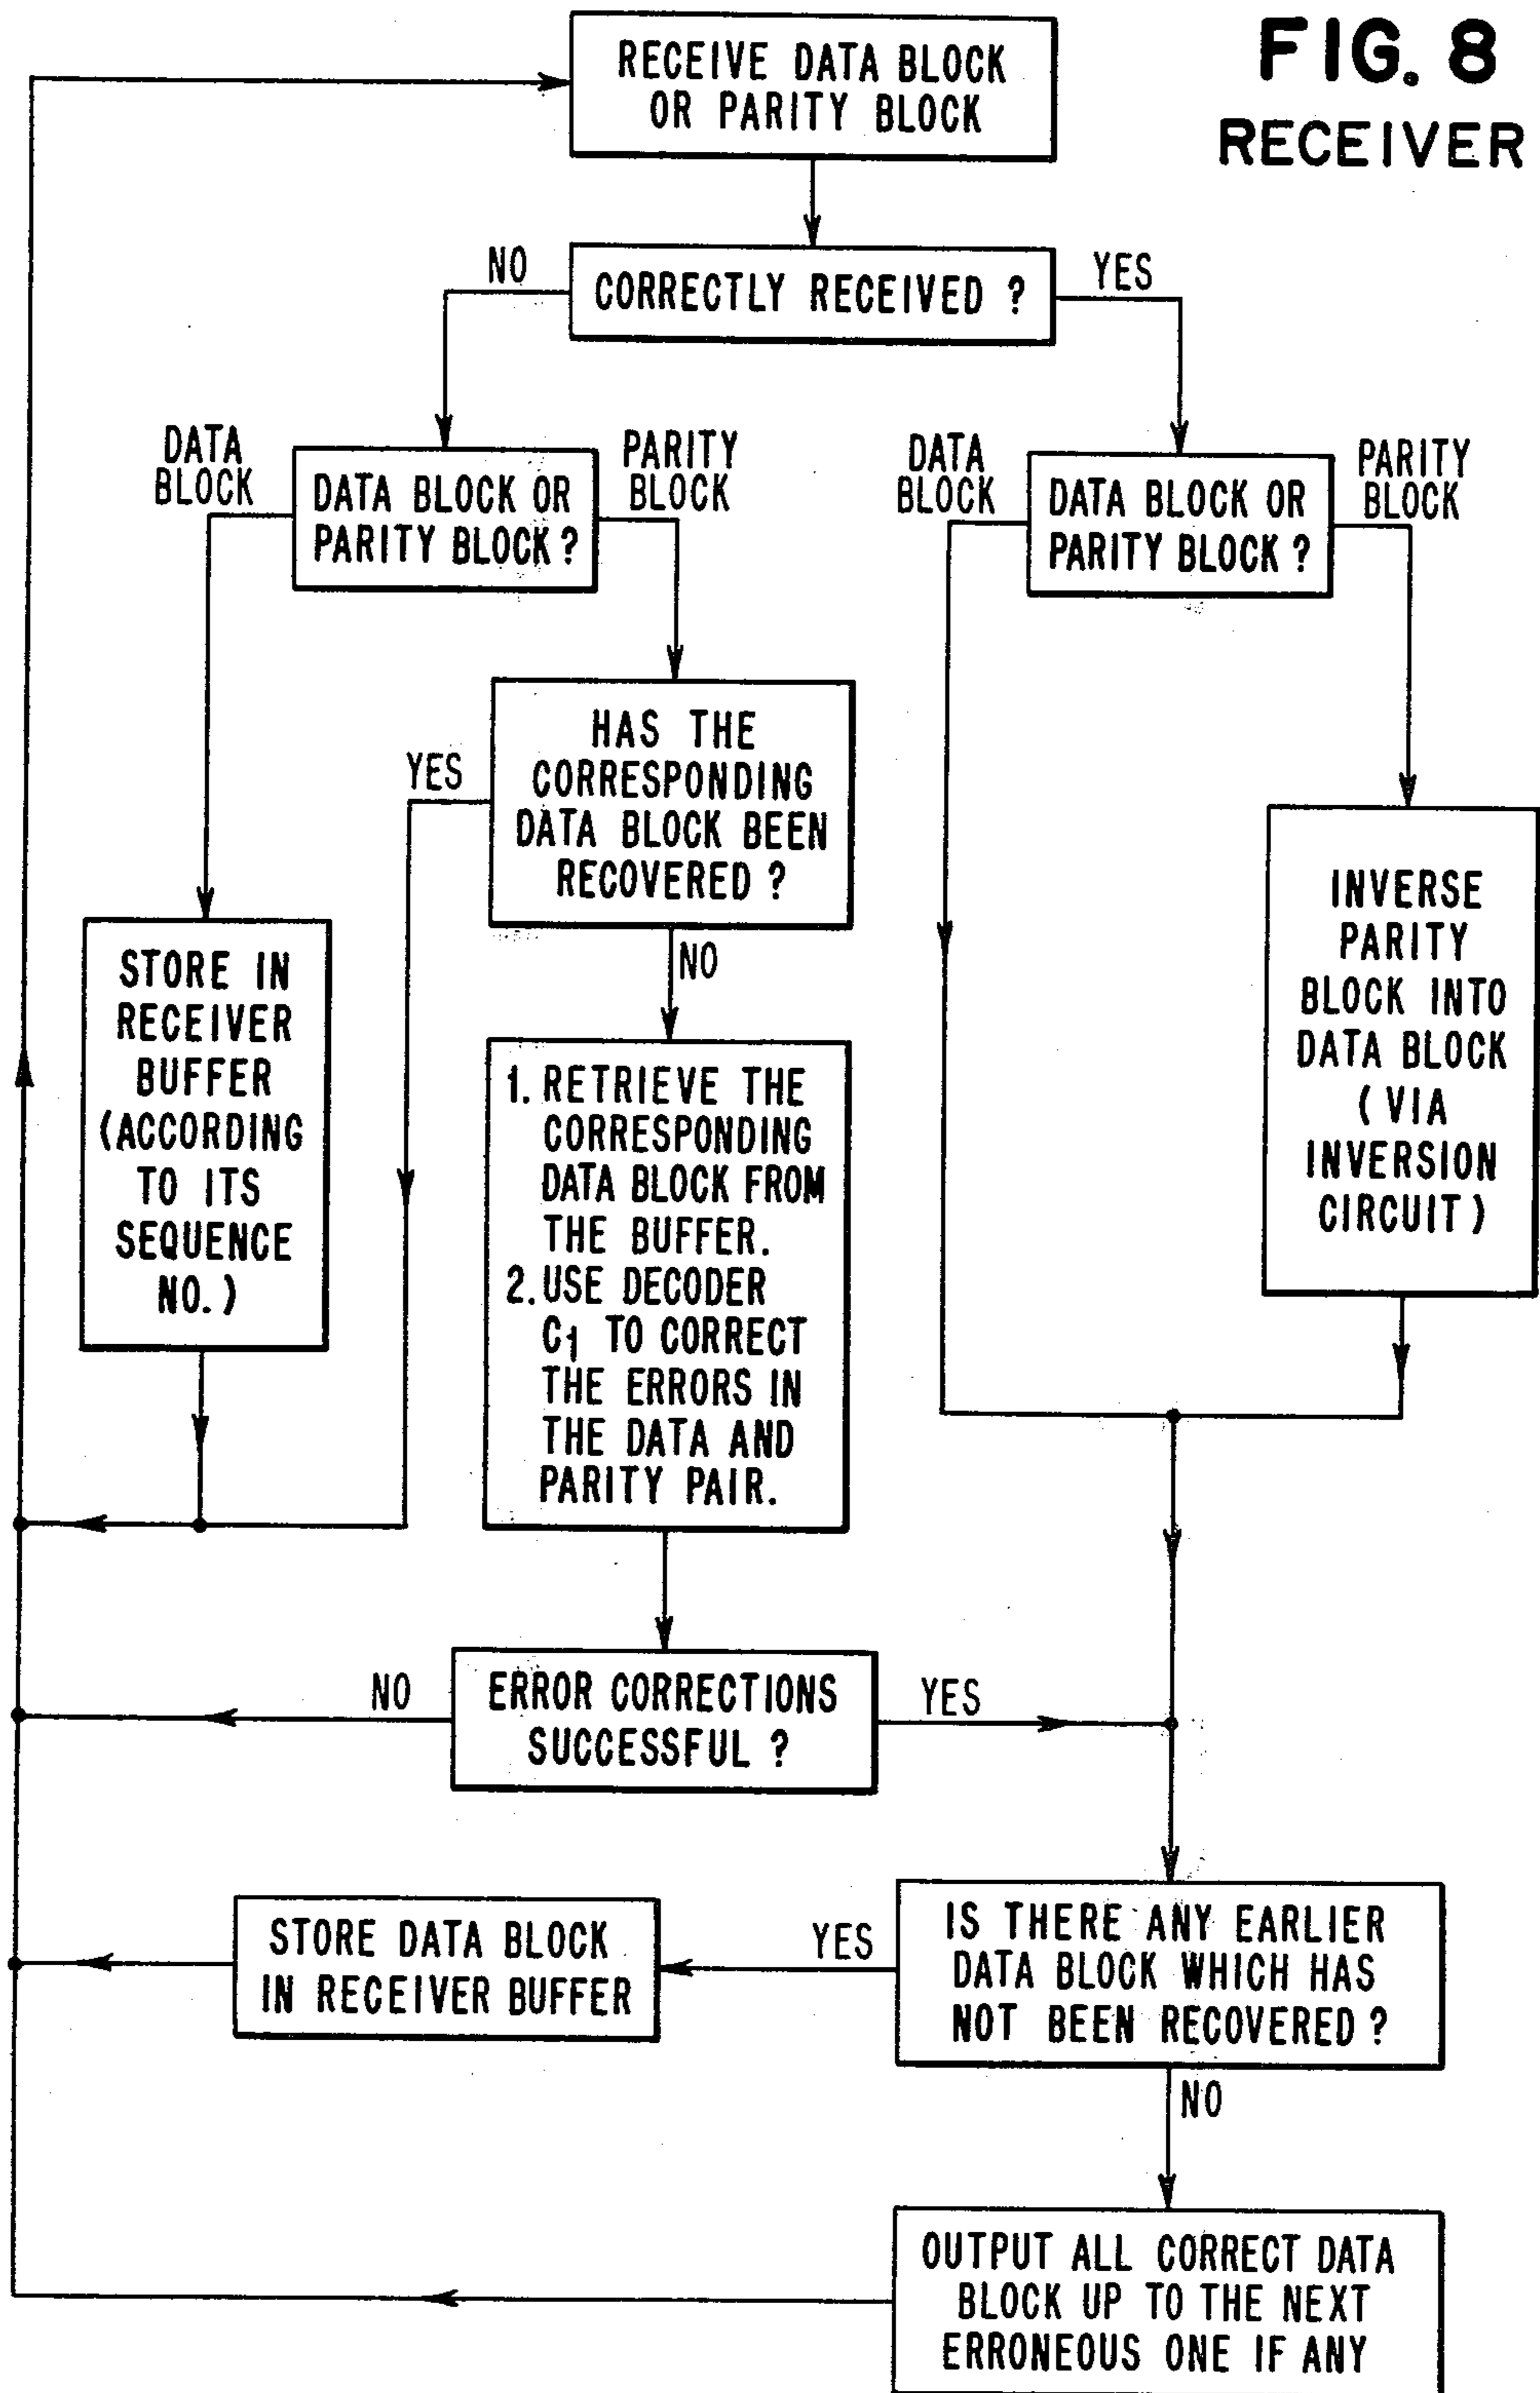 FIG. 8
RECEIVER
RECEIVE DATA BLOCK
OR PARITY BLOCK
NO
CORRECTLY RECEIVED ?
YES
DATA
BLOCK
DATA BLOCK OR
PARITY BLOCK ?
PARITY
BLOCK
DATA
BLOCK
DATA BLOCK OR
PARITY BLOCK ?
PARITY
BLOCK
HAS THE
CORRESPONDING
DATA BLOCK BEEN
RECOVERED ?
YES
NO
STORE IN
RECEIVER
BUFFER
(ACCORDING
TO ITS
SEQUENCE
NO.)
1. RETRIEVE THE
CORRESPONDING
DATA BLOCK FROM
THE BUFFER.
2. USE DECODER
C1 TO CORRECT
THE ERRORS IN
THE DATA AND
PARITY PAIR.
INVERSE
PARITY
BLOCK INTO
DATA BLOCK
( VIA
INVERSION
CIRCUIT )
NO
ERROR CORRECTIONS
SUCCESSFUL ?
YES
STORE DATA BLOCK
IN RECEIVER BUFFER
YES
IS THERE ANY EARLIER
DATA BLOCK WHICH HAS
NOT BEEN RECOVERED ?
NO
OUTPUT ALL CORRECT DATA
BLOCK UP TO THE NEXT
ERRONEOUS ONE IF ANY